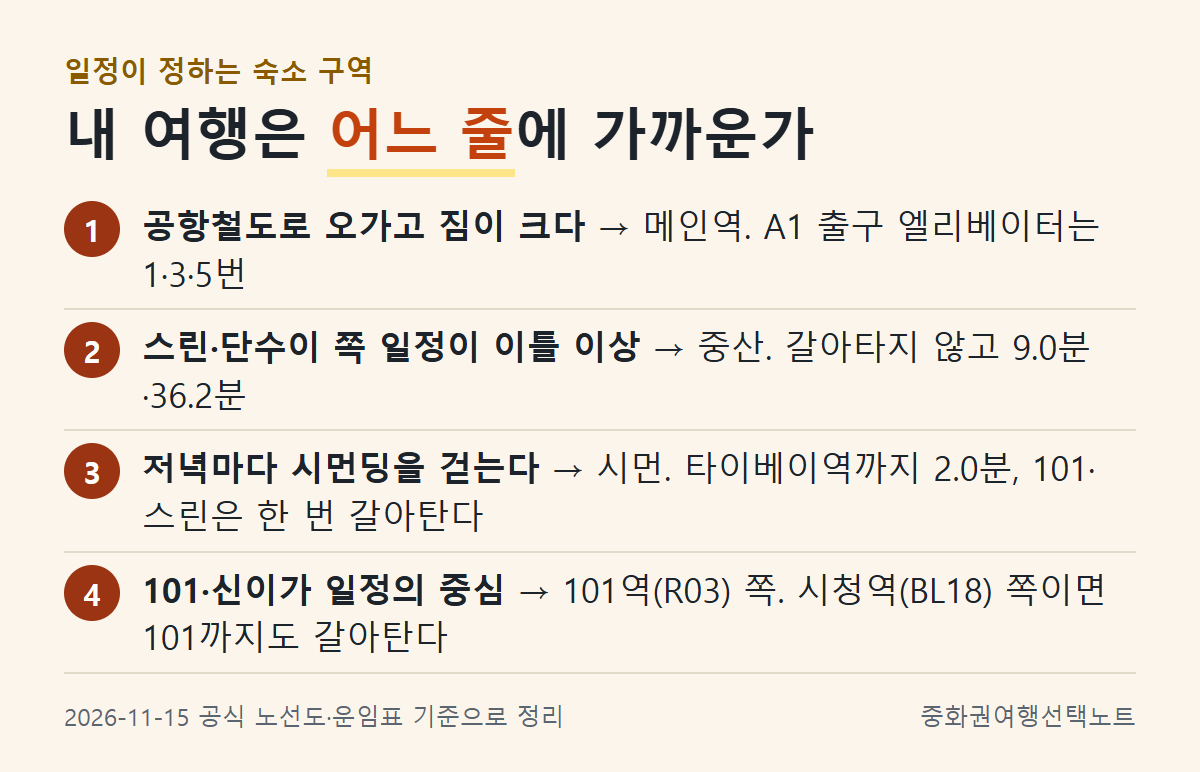 일정이 정하는 숙소 구역
내 여행은 어느 줄에 가까운가
1 공항철도로 오가고 짐이 크다 → 메인역. A1 출구 엘리베이터는
1·3·5번
2 스린·단수이 쪽 일정이 이틀 이상 → 중산. 갈아타지 않고 9.0분
·36.2분
3 저녁마다 시먼딩을 걷는다 → 시먼. 타이베이역까지 2.0분, 101·
스린은 한 번 갈아탄다
4 101·신이가 일정의 중심 → 101역(R03) 쪽. 시청역(BL18) 쪽이면
101까지도 갈아탄다
2026-11-15 공식 노선도·운임표 기준으로 정리
중화권여행선택노트